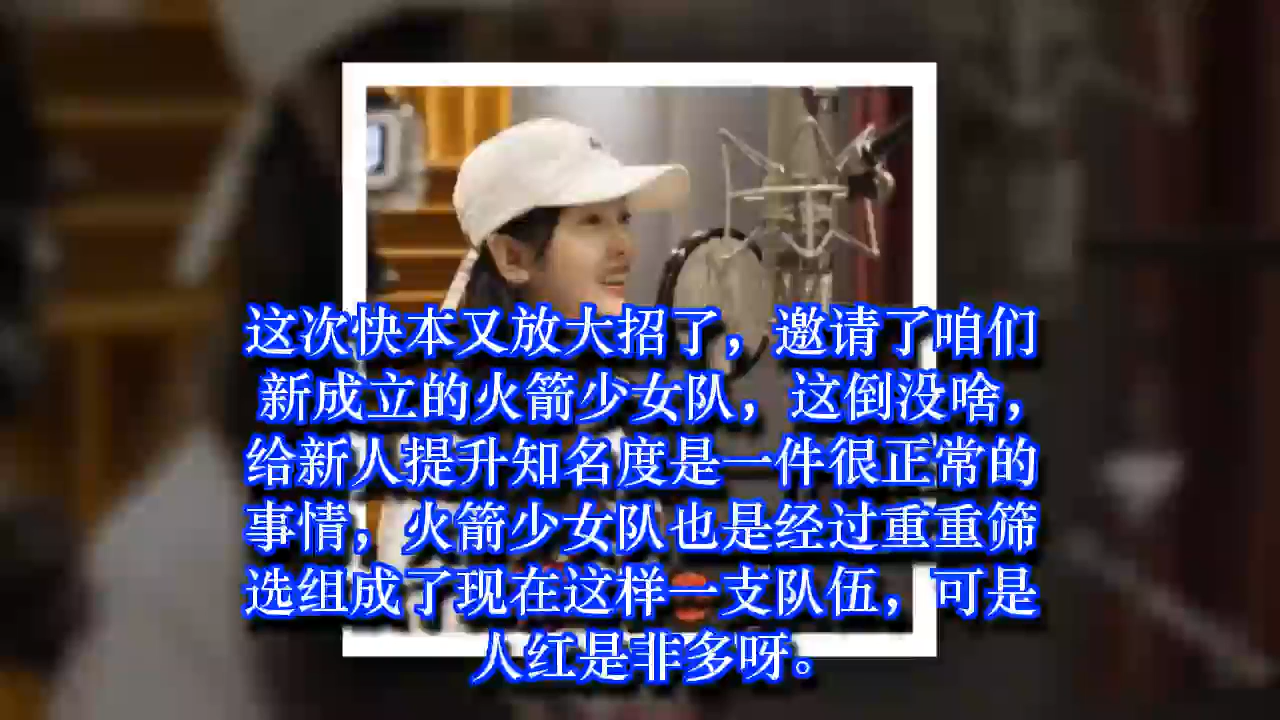 这次快本又放大招了，邀请了咱们
新成立的火箭少女队，这倒没啥，
给新人提升知名度是一件很正常的
事情，火箭少女队也是经过重重筛
选组成了现在这样一支队伍，可是
人红是非多呀。